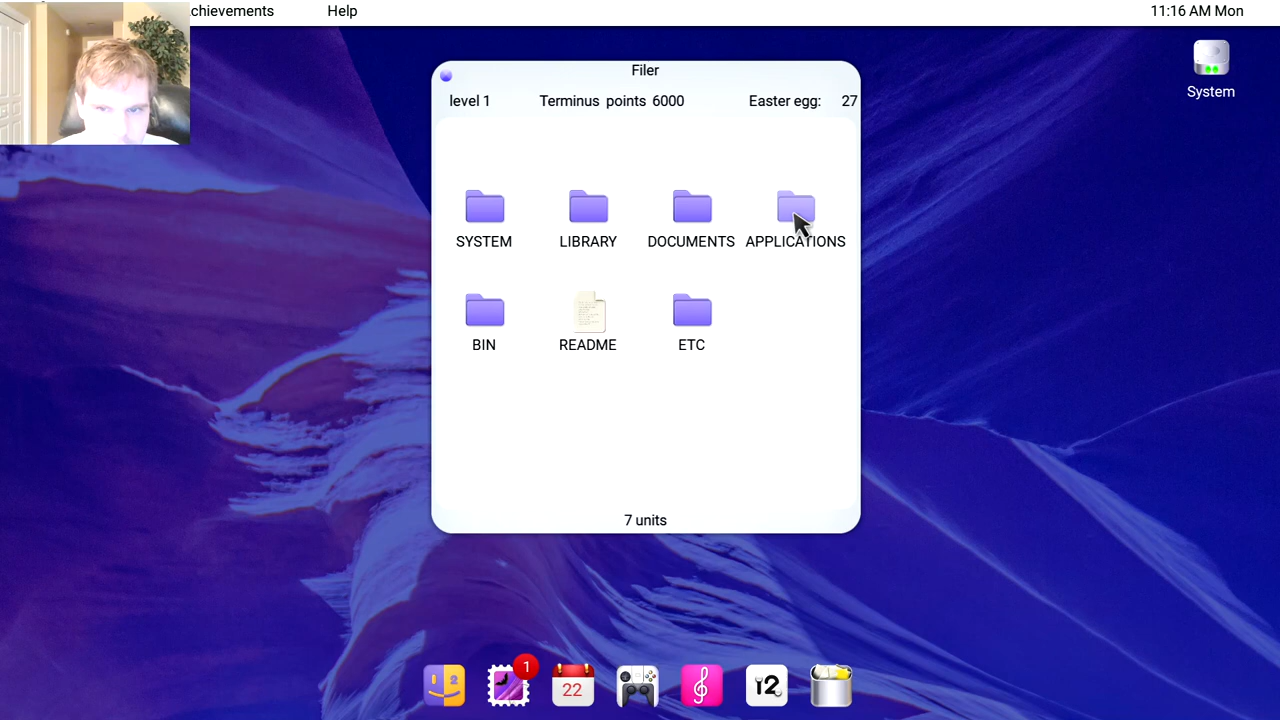 chievements Help 11:16 AM Mon
Filer
level 1 Terminus points 6000 Easter egg: 27
System
SYSTEM LIBRARY DOCUMENTS APPLICATIONS
BIN README ETC
7 units
2
1
22
12